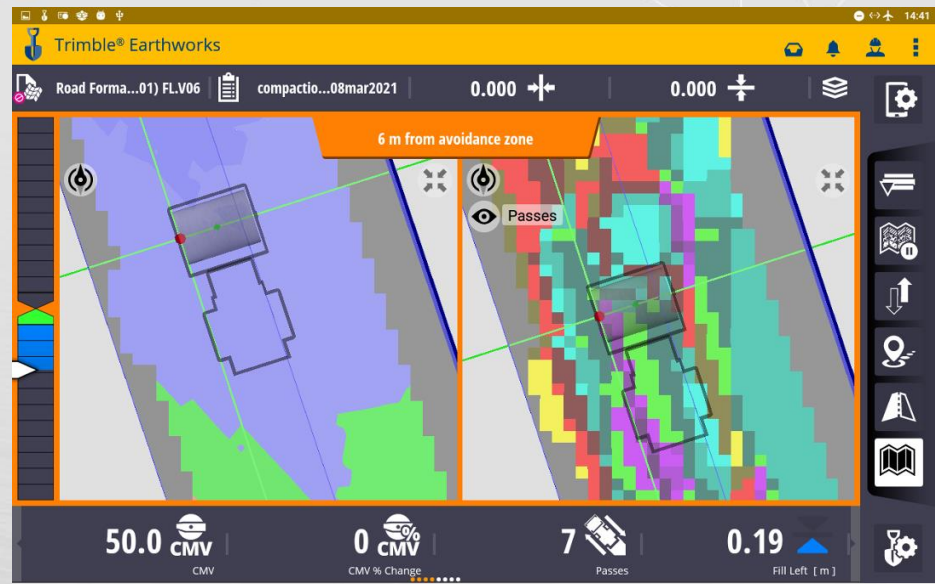 14:41
Trimble® Earthworks
Road Forma...01) FL.V06
compactio...08mar2021
0.000
0.000
6 m from avoidance zone
Passes
50.0 CMV
0 % CMV
7
0.19
CMV
CMV % Change
Passes
Fill Left [ m ]